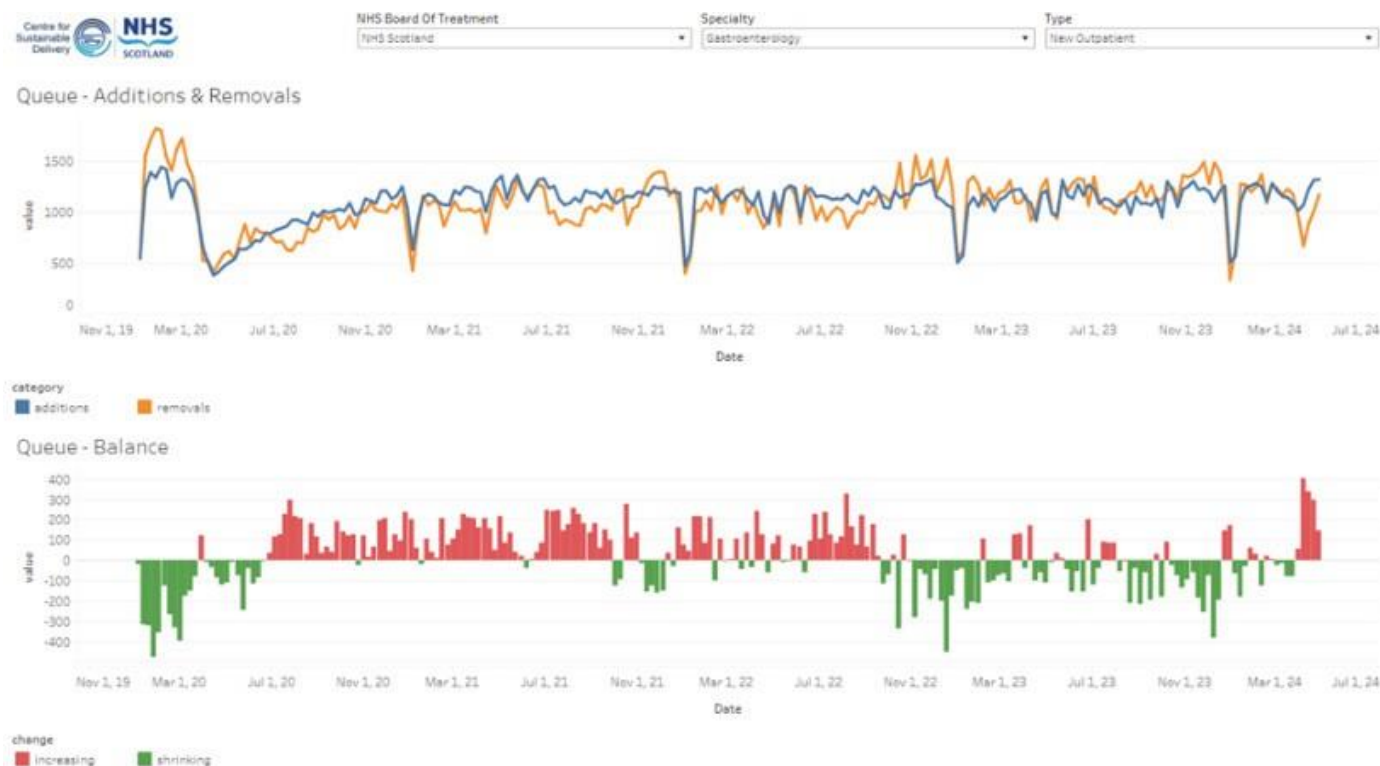 Centre for
Sustainable
Delivery
NHS
SCOTLAND
NHS Board Of Treatment
NHS Scotland
Specialty
Gastroenterology
Type
New Outpatient
Queue - Additions & Removals
value
1500
1000
500
0
Nov 1, 19 Mar 1, 20 Jul 1, 20 Nov 1, 20 Mar 1, 21 Jul 1, 21 Nov 1, 21 Mar 1, 22 Jul 1, 22 Nov 1, 22 Mar 1, 23 Jul 1, 23 Nov 1, 23 Mar 1, 24 Jul 1, 24
Date
category
additions removals
Queue - Balance
value
400
300
200
100
0
-100
-200
-300
-400
Nov 1, 19 Mar 1, 20 Jul 1, 20 Nov 1, 20 Mar 1, 21 Jul 1, 21 Nov 1, 21 Mar 1, 22 Jul 1, 22 Nov 1, 22 Mar 1, 23 Jul 1, 23 Nov 1, 23 Mar 1, 24 Jul 1, 24
Date
change
increasing shrinking